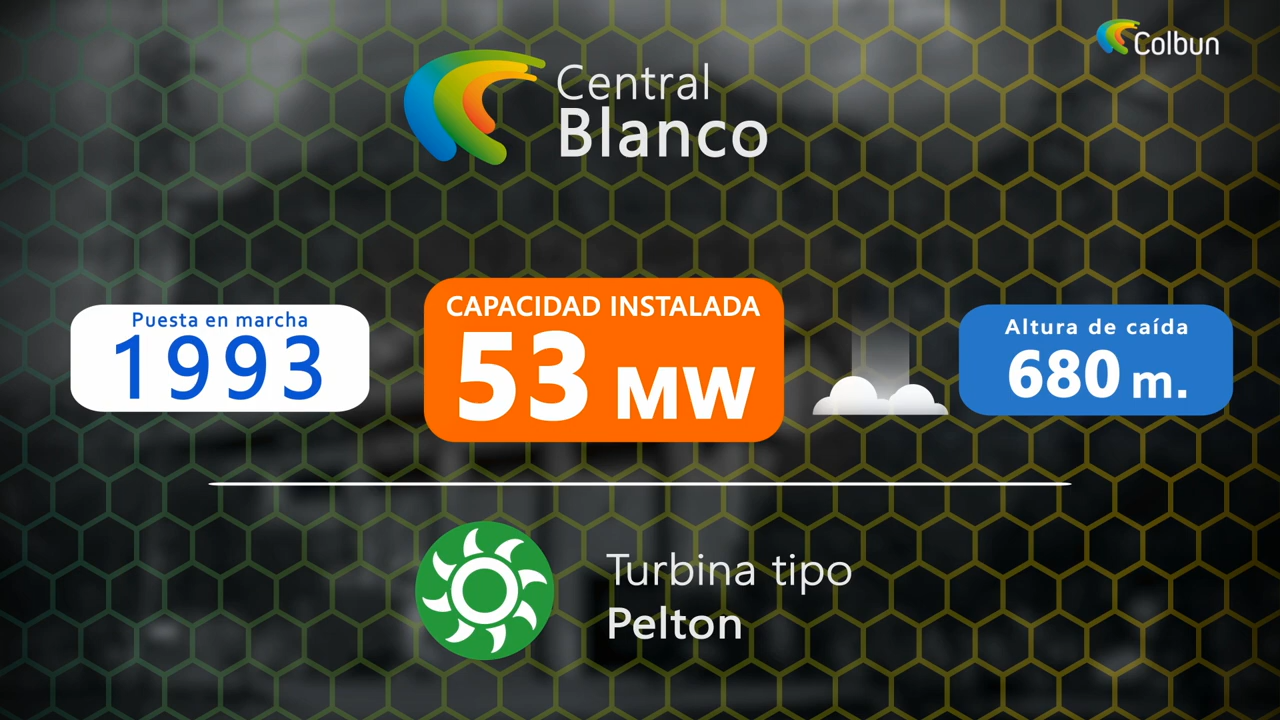 Colbun
Central
Blanco
Puesta en marcha
1993
CAPACIDAD INSTALADA
53 MW
Altura de caída
680 m.
Turbina tipo
Pelton